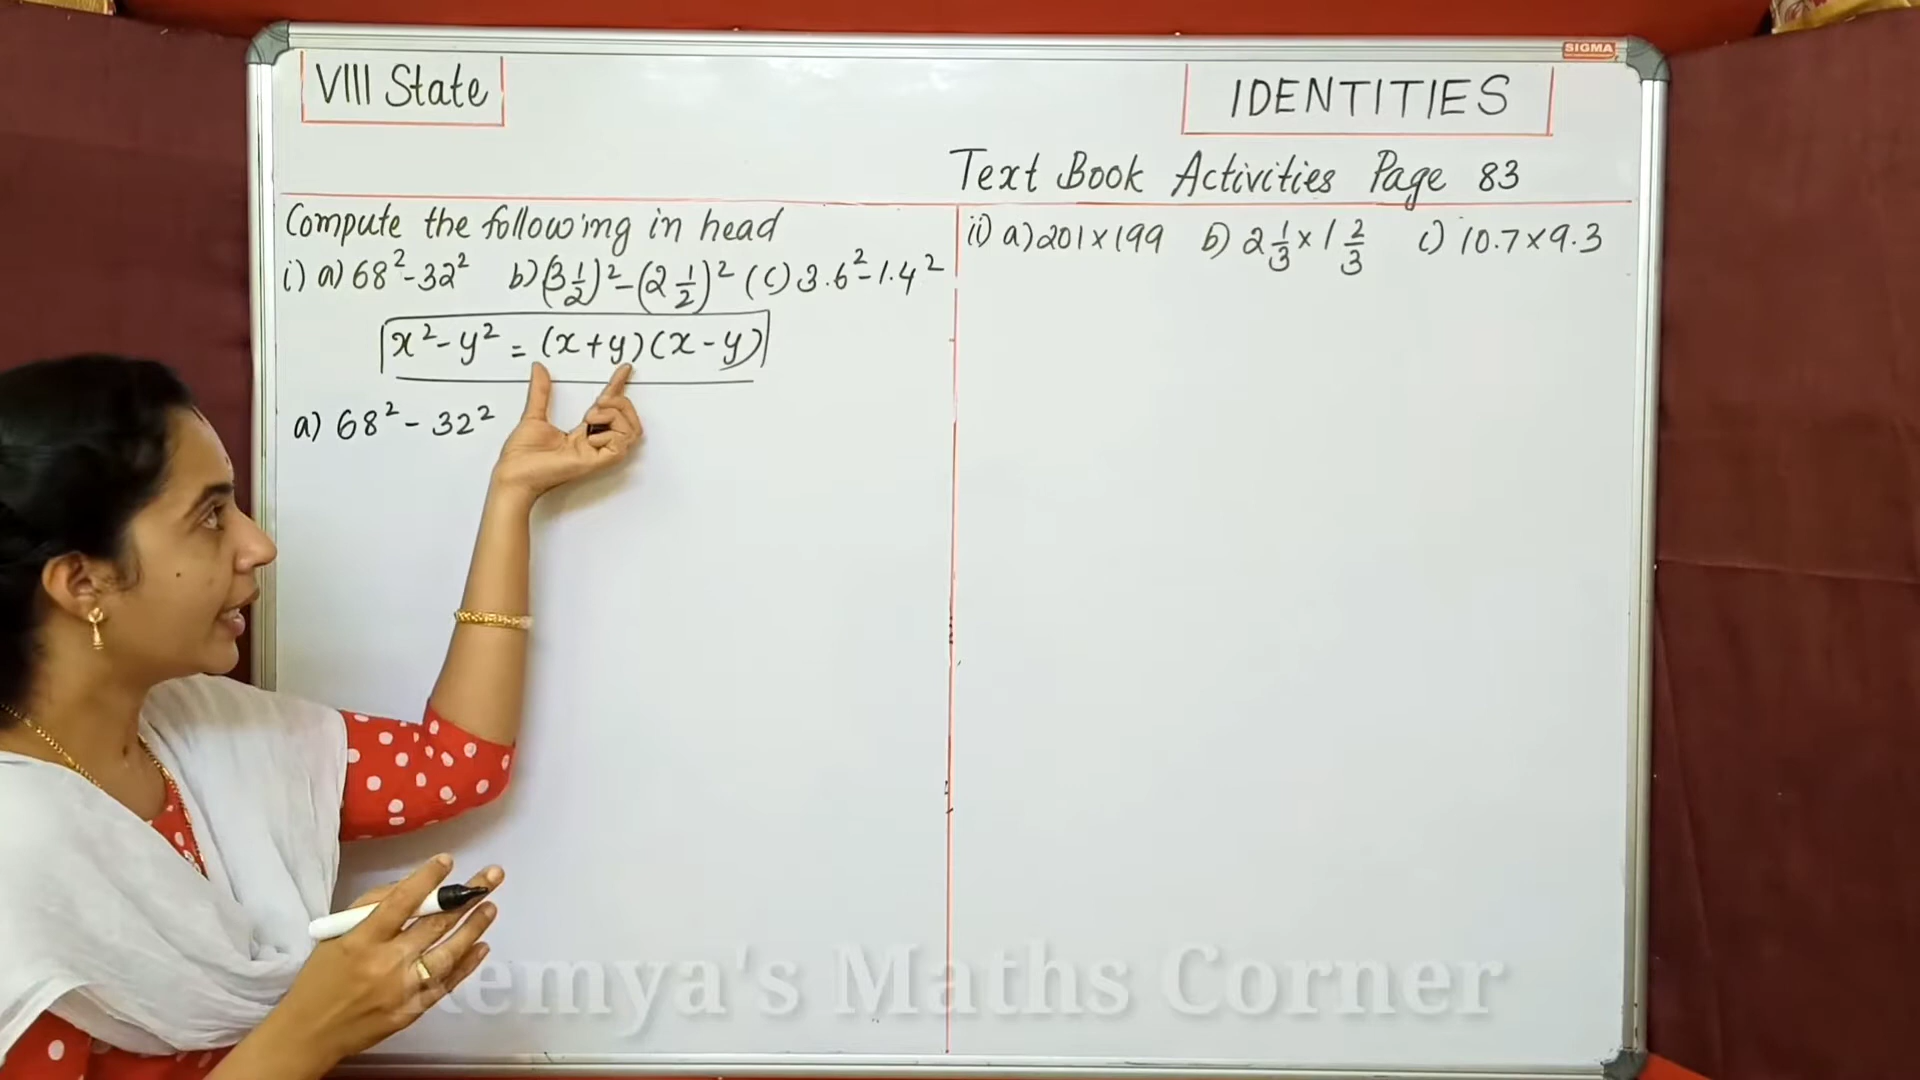 SIGMA
VIII State
IDENTITIES
Text Book Activities Page 83
Compute the following in head
i) a) 68² - 32² b) (3 1/2)² - (2 1/2)² (c) 3.6² - 1.4²
x² - y² = (x + y)(x - y)
a) 68² - 32²
ii) a) 201 × 199 b) 2 1/3 × 1 2/3 c) 10.7 × 9.3
Remya's Maths Corner